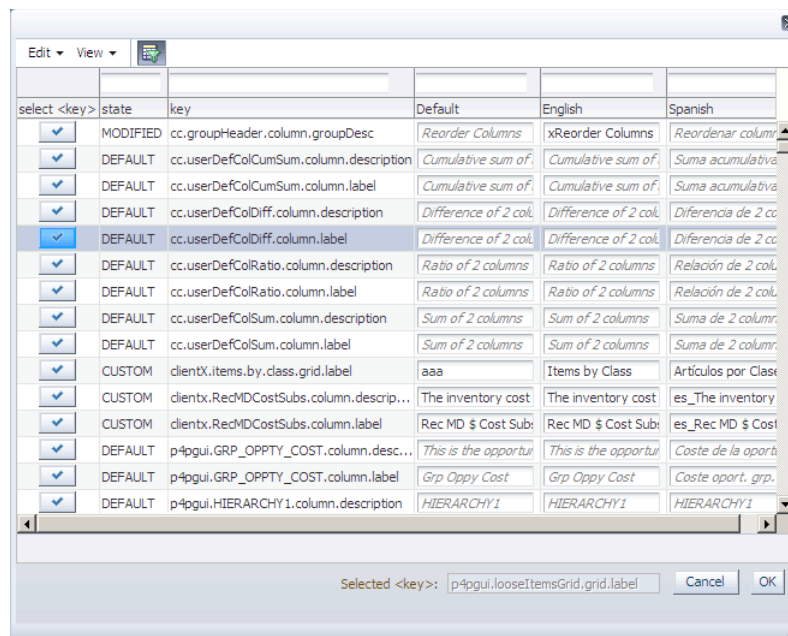 Edit View
select <key> state key Default English Spanish
MODIFIED cc.groupHeader.column.groupDesc Reorder Columns xReorder Columns Reordenar column
DEFAULT cc.userDefColCumSum.column.description Cumulative sum of Cumulative sum of Suma acumulativa
DEFAULT cc.userDefColCumSum.column.label Cumulative sum of Cumulative sum of Suma acumulativa
DEFAULT cc.userDefColDiff.column.description Difference of 2 colu Difference of 2 colu Diferencia de 2 co
DEFAULT cc.userDefColDiff.column.label Difference of 2 colu Difference of 2 colu Diferencia de 2 co
DEFAULT cc.userDefColRatio.column.description Ratio of 2 columns Ratio of 2 columns Relación de 2 colu
DEFAULT cc.userDefColRatio.column.label Ratio of 2 columns Ratio of 2 columns Relación de 2 colu
DEFAULT cc.userDefColSum.column.description Sum of 2 columns Sum of 2 columns Suma de 2 column
DEFAULT cc.userDefColSum.column.label Sum of 2 columns Sum of 2 columns Suma de 2 column
CUSTOM clientX.items.by.class.grid.label aaa Items by Class Artículos por Clase
CUSTOM clientx.RecMDCostSubs.column.descrip... The inventory cost The inventory cost es_The inventory
CUSTOM clientx.RecMDCostSubs.column.label Rec MD $ Cost Subs Rec MD $ Cost Subs es_Rec MD $ Cost
DEFAULT p4pgui.GRP_OPPTY_COST.column.desc... This is the opportun This is the opportun Coste de la oport
DEFAULT p4pgui.GRP_OPPTY_COST.column.label Grp Oppy Cost Grp Oppy Cost Coste oport. grp.
DEFAULT p4pgui.HIERARCHY1.column.description HIERARCHY1 HIERARCHY1 HIERARCHY1
Selected <key>: p4pgui.looseItemsGrid.grid.label Cancel OK